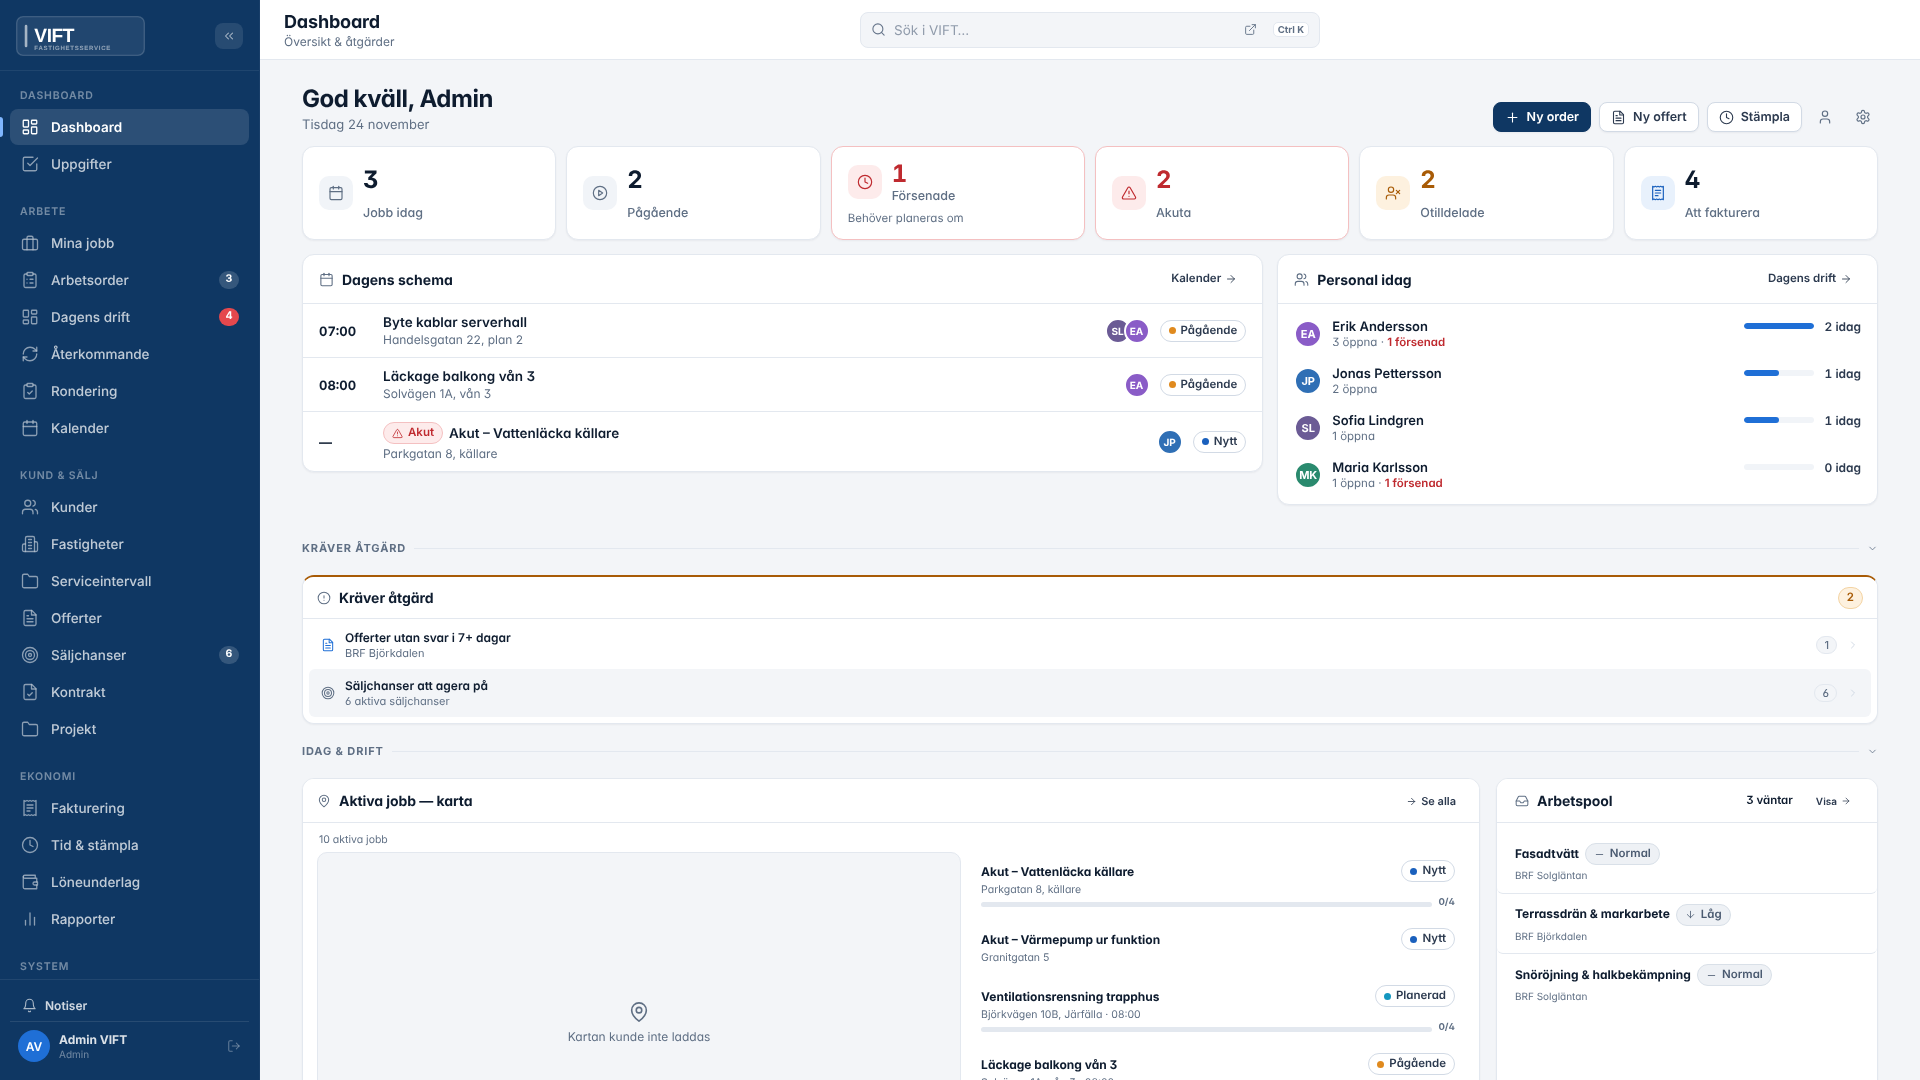 VIFT
FASTIGHETSSERVICE
DASHBOARD
Dashboard
Uppgifter
ARBETE
Mina jobb
Arbetsorder 3
Dagens drift 4
Återkommande
Rondering
Kalender
KUND & SÄLJ
Kunder
Fastigheter
Serviceintervall
Offerter
Säljchanser 6
Kontrakt
Projekt
EKONOMI
Fakturering
Tid & stämpla
Löneunderlag
Rapporter
SYSTEM
Notiser
AV Admin VIFT
Admin
Dashboard
Översikt & åtgärder
Sök i VIFT... Ctrl K
God kväll, Admin
Tisdag 24 november
Ny order Ny offert Stämpla
3
Jobb idag
2
Pågående
1
Försenade
Behöver planeras om
2
Akuta
2
Otilldelade
4
Att fakturera
Dagens schema Kalender →
07:00 Byte kablar serverhall SL EA Pågående
Handelsgatan 22, plan 2
08:00 Läckage balkong vån 3 EA Pågående
Solvägen 1A, vån 3
— Akut Akut – Vattenläcka källare JP Nytt
Parkgatan 8, källare
Personal idag Dagens drift →
EA Erik Andersson 2 idag
3 öppna · 1 försenad
JP Jonas Pettersson 1 idag
2 öppna
SL Sofia Lindgren 1 idag
1 öppna
MK Maria Karlsson 0 idag
1 öppna · 1 försenad
KRÄVER ÅTGÄRD
Kräver åtgärd 2
Offerter utan svar i 7+ dagar 1
BRF Björkdalen
Säljchanser att agera på 6
6 aktiva säljchanser
IDAG & DRIFT
Aktiva jobb — karta → Se alla
10 aktiva jobb
Kartan kunde inte laddas
Akut – Vattenläcka källare Nytt
Parkgatan 8, källare
0/4
Akut – Värmepump ur funktion Nytt
Granitgatan 5
Ventilationsrensning trapphus Planerad
Björkvägen 10B, Järfälla · 08:00
0/4
Läckage balkong vån 3 Pågående
Arbetspool 3 väntar Visa →
Fasadtvätt — Normal
BRF Solgläntan
Terrassdrän & markarbete ↓ Låg
BRF Björkdalen
Snöröjning & halkbekämpning — Normal
BRF Solgläntan